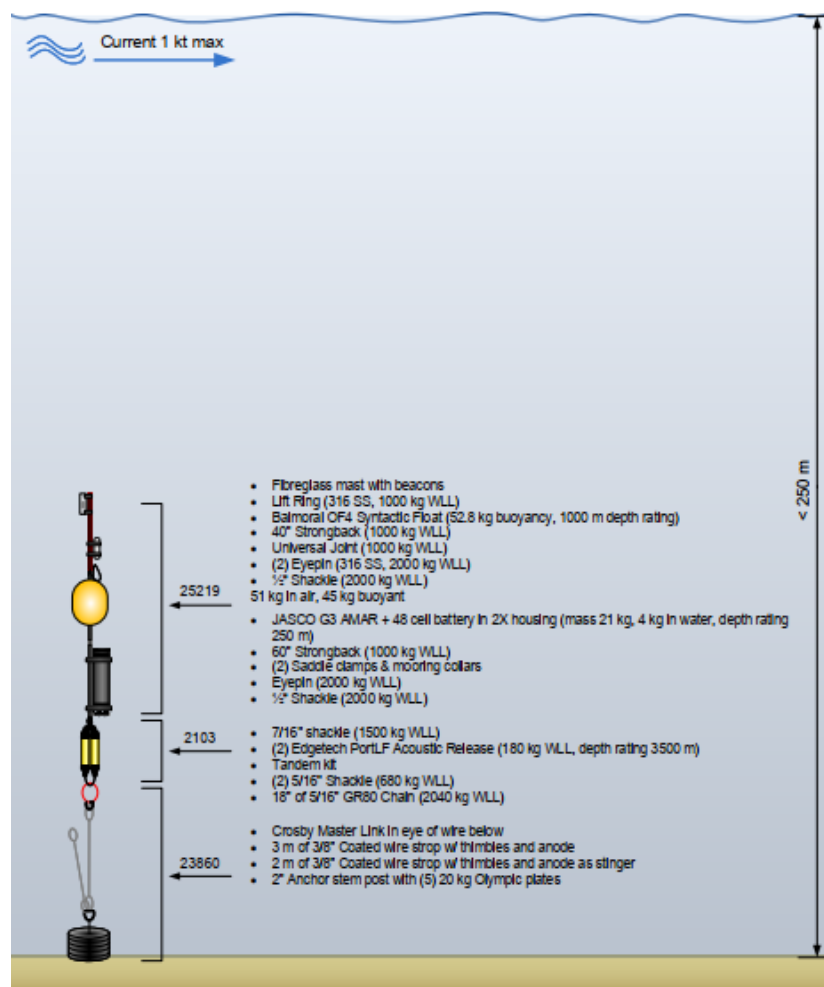 Current 1 kt max
< 250 m
25219
• Fibreglass mast with beacons
• Lift Ring (316 SS, 1000 kg WLL)
• Balmoral OF4 Syntactic Float (52.8 kg buoyancy, 1000 m depth rating)
• 40" Strongback (1000 kg WLL)
• Universal Joint (1000 kg WLL)
• (2) Eyepin (316 SS, 2000 kg WLL)
• ½" Shackle (2000 kg WLL)
51 kg in air, 45 kg buoyant
• JASCO G3 AMAR + 48 cell battery in 2X housing (mass 21 kg, 4 kg in water, depth rating
250 m)
• 60" Strongback (1000 kg WLL)
• (2) Saddle clamps & mooring collars
• Eyepin (2000 kg WLL)
• ½" Shackle (2000 kg WLL)
2103
• 7/16" shackle (1500 kg WLL)
• (2) Edgetech PortLF Acoustic Release (180 kg WLL, depth rating 3500 m)
• Tandem kit
• (2) 5/16" Shackle (680 kg WLL)
• 18" of 5/16" GR80 Chain (2040 kg WLL)
23860
• Crosby Master Link in eye of wire below
• 3 m of 3/8" Coated wire strop w/ thimbles and anode
• 2 m of 3/8" Coated wire strop w/ thimbles and anode as stinger
• 2" Anchor stem post with (5) 20 kg Olympic plates